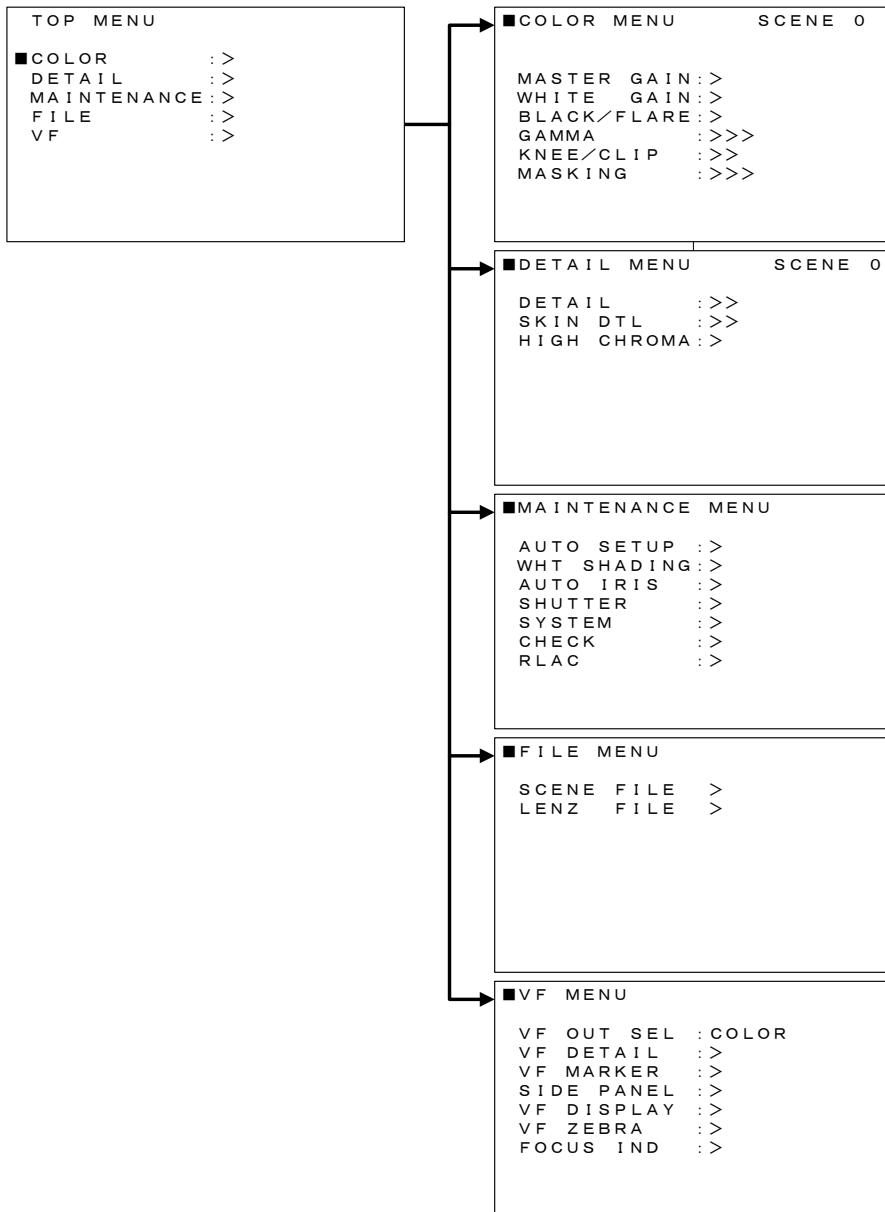 TOP MENU
■COLOR :>
DETAIL :>
MAINTENANCE:>
FILE :>
VF :>
■COLOR MENU SCENE 0
MASTER GAIN:>
WHITE GAIN:>
BLACK/FLARE:>
GAMMA :>>>
KNEE/CLIP :>>
MASKING :>>>
■DETAIL MENU SCENE 0
DETAIL :>>
SKIN DTL :>>
HIGH CHROMA:>
■MAINTENANCE MENU
AUTO SETUP :>
WHT SHADING:>
AUTO IRIS :>
SHUTTER :>
SYSTEM :>
CHECK :>
RLAC :>
■FILE MENU
SCENE FILE >
LENZ FILE >
■VF MENU
VF OUT SEL :COLOR
VF DETAIL :>
VF MARKER :>
SIDE PANEL :>
VF DISPLAY :>
VF ZEBRA :>
FOCUS IND :>